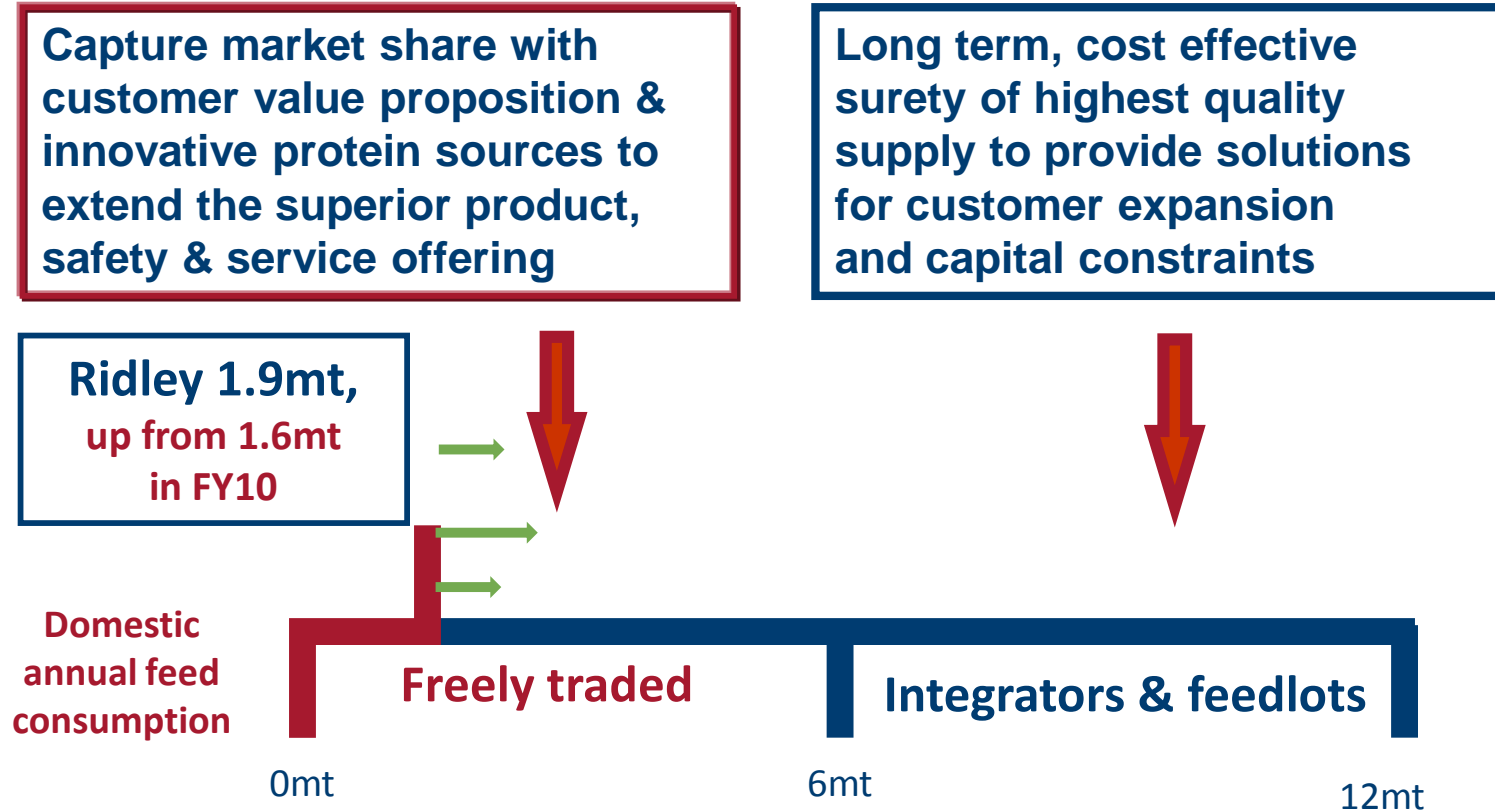 Capture market share with
customer value proposition &
innovative protein sources to
extend the superior product,
safety & service offering
Long term, cost effective
surety of highest quality
supply to provide solutions
for customer expansion
and capital constraints
Ridley 1.9mt,
up from 1.6mt
in FY10
Domestic
annual feed
consumption
Freely traded
Integrators & feedlots
0mt
6mt
12mt